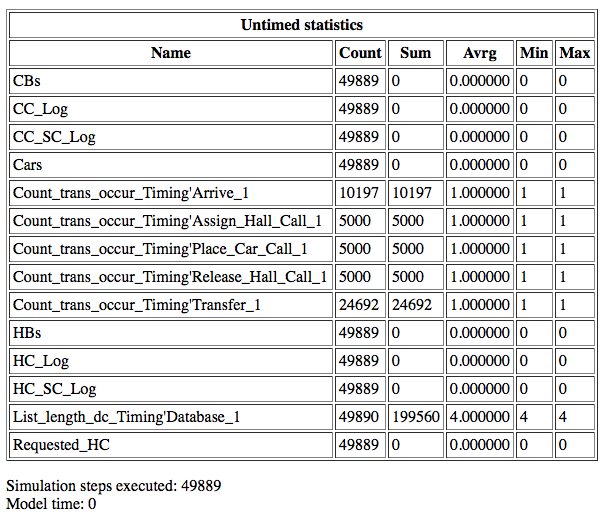 Untimed statistics
Name Count Sum Avrg Min Max
CBs 49889 0 0.000000 0 0
CC_Log 49889 0 0.000000 0 0
CC_SC_Log 49889 0 0.000000 0 0
Cars 49889 0 0.000000 0 0
Count_trans_occur_Timing'Arrive_1 10197 10197 1.000000 1 1
Count_trans_occur_Timing'Assign_Hall_Call_1 5000 5000 1.000000 1 1
Count_trans_occur_Timing'Place_Car_Call_1 5000 5000 1.000000 1 1
Count_trans_occur_Timing'Release_Hall_Call_1 5000 5000 1.000000 1 1
Count_trans_occur_Timing'Transfer_1 24692 24692 1.000000 1 1
HBs 49889 0 0.000000 0 0
HC_Log 49889 0 0.000000 0 0
HC_SC_Log 49889 0 0.000000 0 0
List_length_dc_Timing'Database_1 49890 199560 4.000000 4 4
Requested_HC 49889 0 0.000000 0 0
Simulation steps executed: 49889
Model time: 0